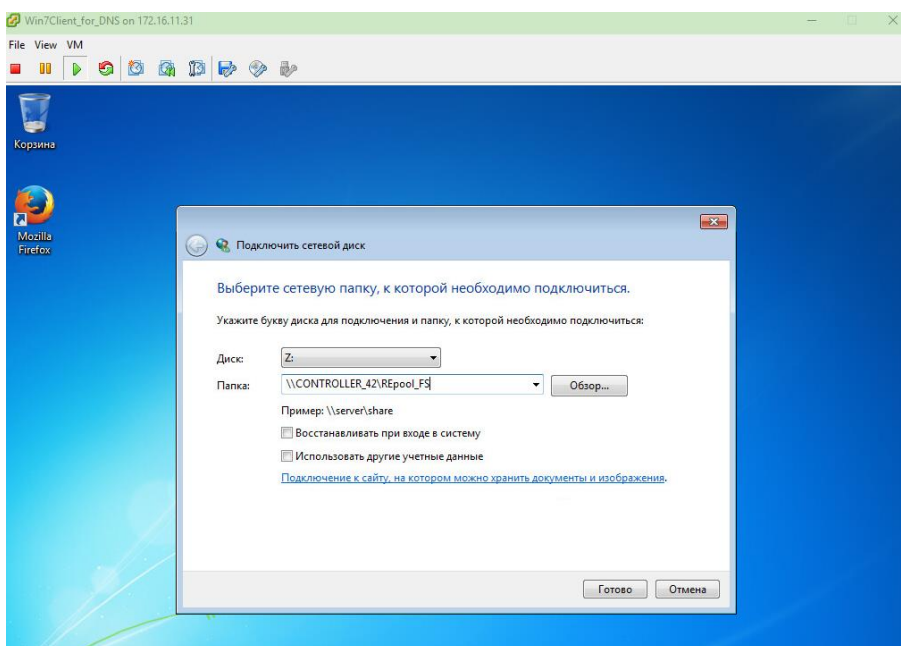 Win7Client_for_DNS on 172.16.11.31
File View VM
Корзина
Mozilla
Firefox
Подключить сетевой диск
Выберите сетевую папку, к которой необходимо подключиться.
Укажите букву диска для подключения и папку, к которой необходимо подключиться:
Диск: Z:
Папка: \\CONTROLLER_42\REpool_FS Обзор...
Пример: \\server\share
Восстанавливать при входе в систему
Использовать другие учетные данные
Подключение к сайту, на котором можно хранить документы и изображения.
Готово Отмена